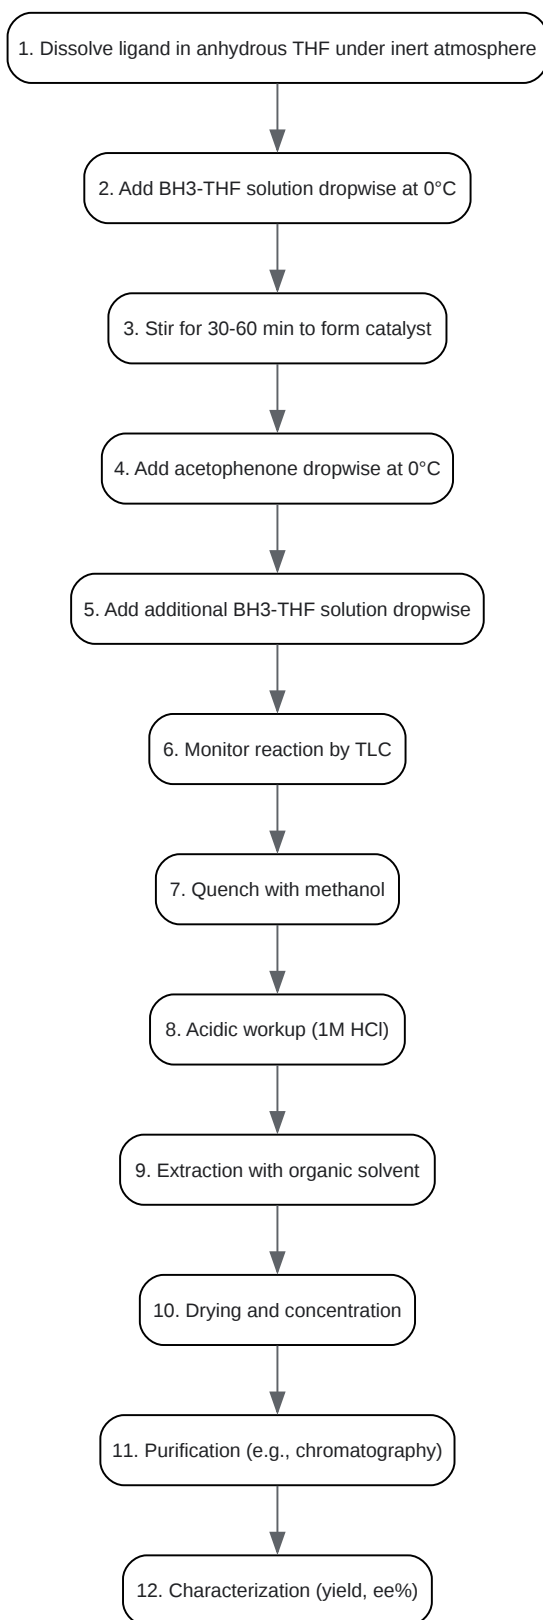 1. Dissolve ligand in anhydrous THF under inert atmosphere
2. Add BH3-THF solution dropwise at 0°C
3. Stir for 30-60 min to form catalyst
4. Add acetophenone dropwise at 0°C
5. Add additional BH3-THF solution dropwise
6. Monitor reaction by TLC
7. Quench with methanol
8. Acidic workup (1M HCl)
9. Extraction with organic solvent
10. Drying and concentration
11. Purification (e.g., chromatography)
12. Characterization (yield, ee%)